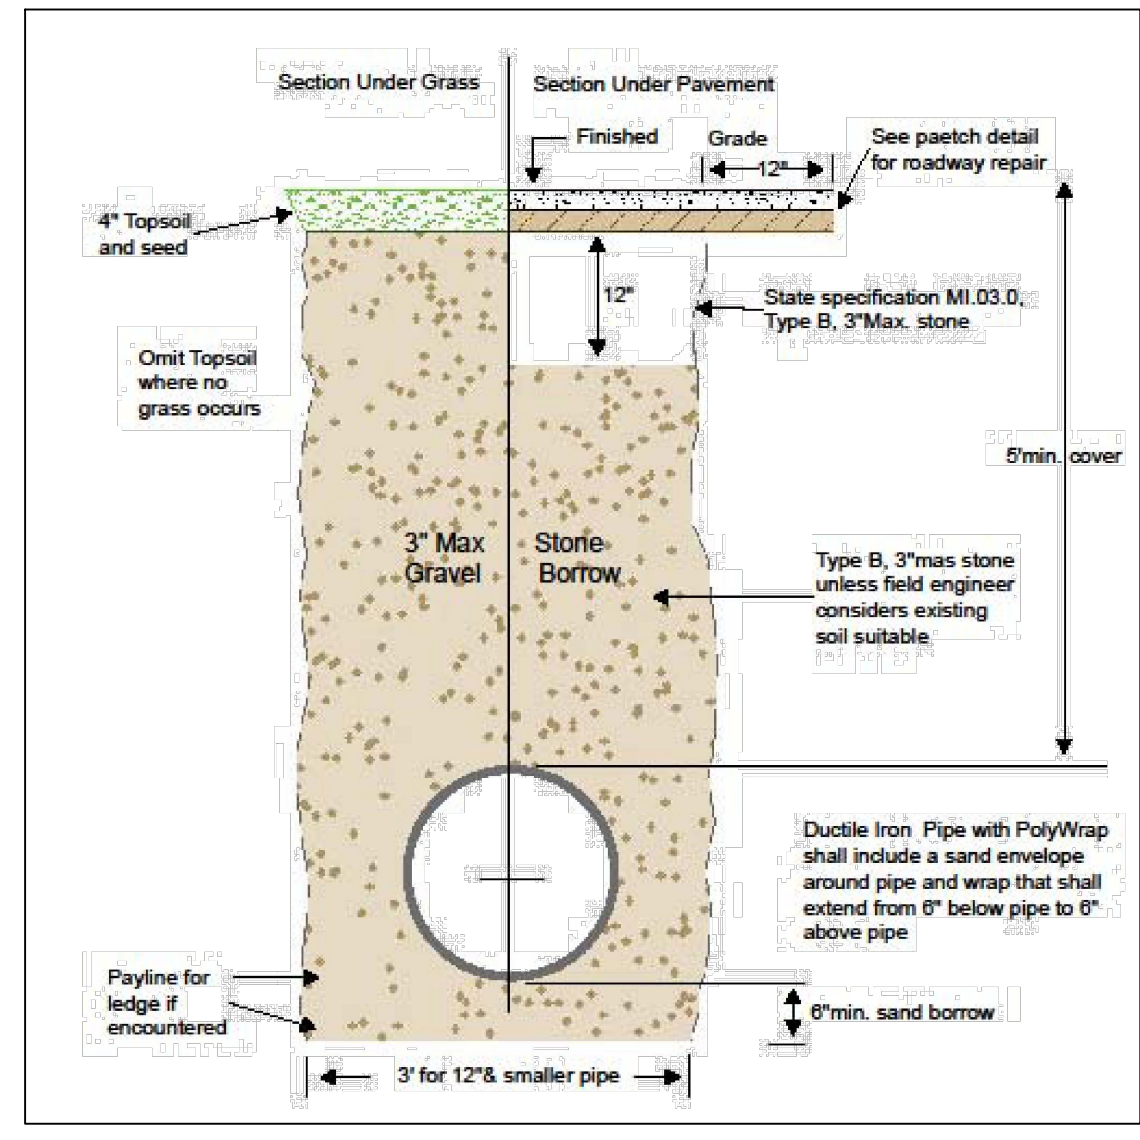 Section Under Grass
Section Under Pavement
Finished
Grade
12"
See paetch detail
for roadway repair
4" Topsoil
and seed
12"
State specification MI.03.0,
Type B, 3"Max. stone
Omit Topsoil
where no
grass occurs
5'min. cover
3" Max
Gravel
Stone
Borrow
Type B, 3"mas stone
unless field engineer
considers existing
soil suitable
Ductile Iron Pipe with PolyWrap
shall include a sand envelope
around pipe and wrap that shall
extend from 6" below pipe to 6"
above pipe
Payline for
ledge if
encountered
6"min. sand borrow
3' for 12"& smaller pipe